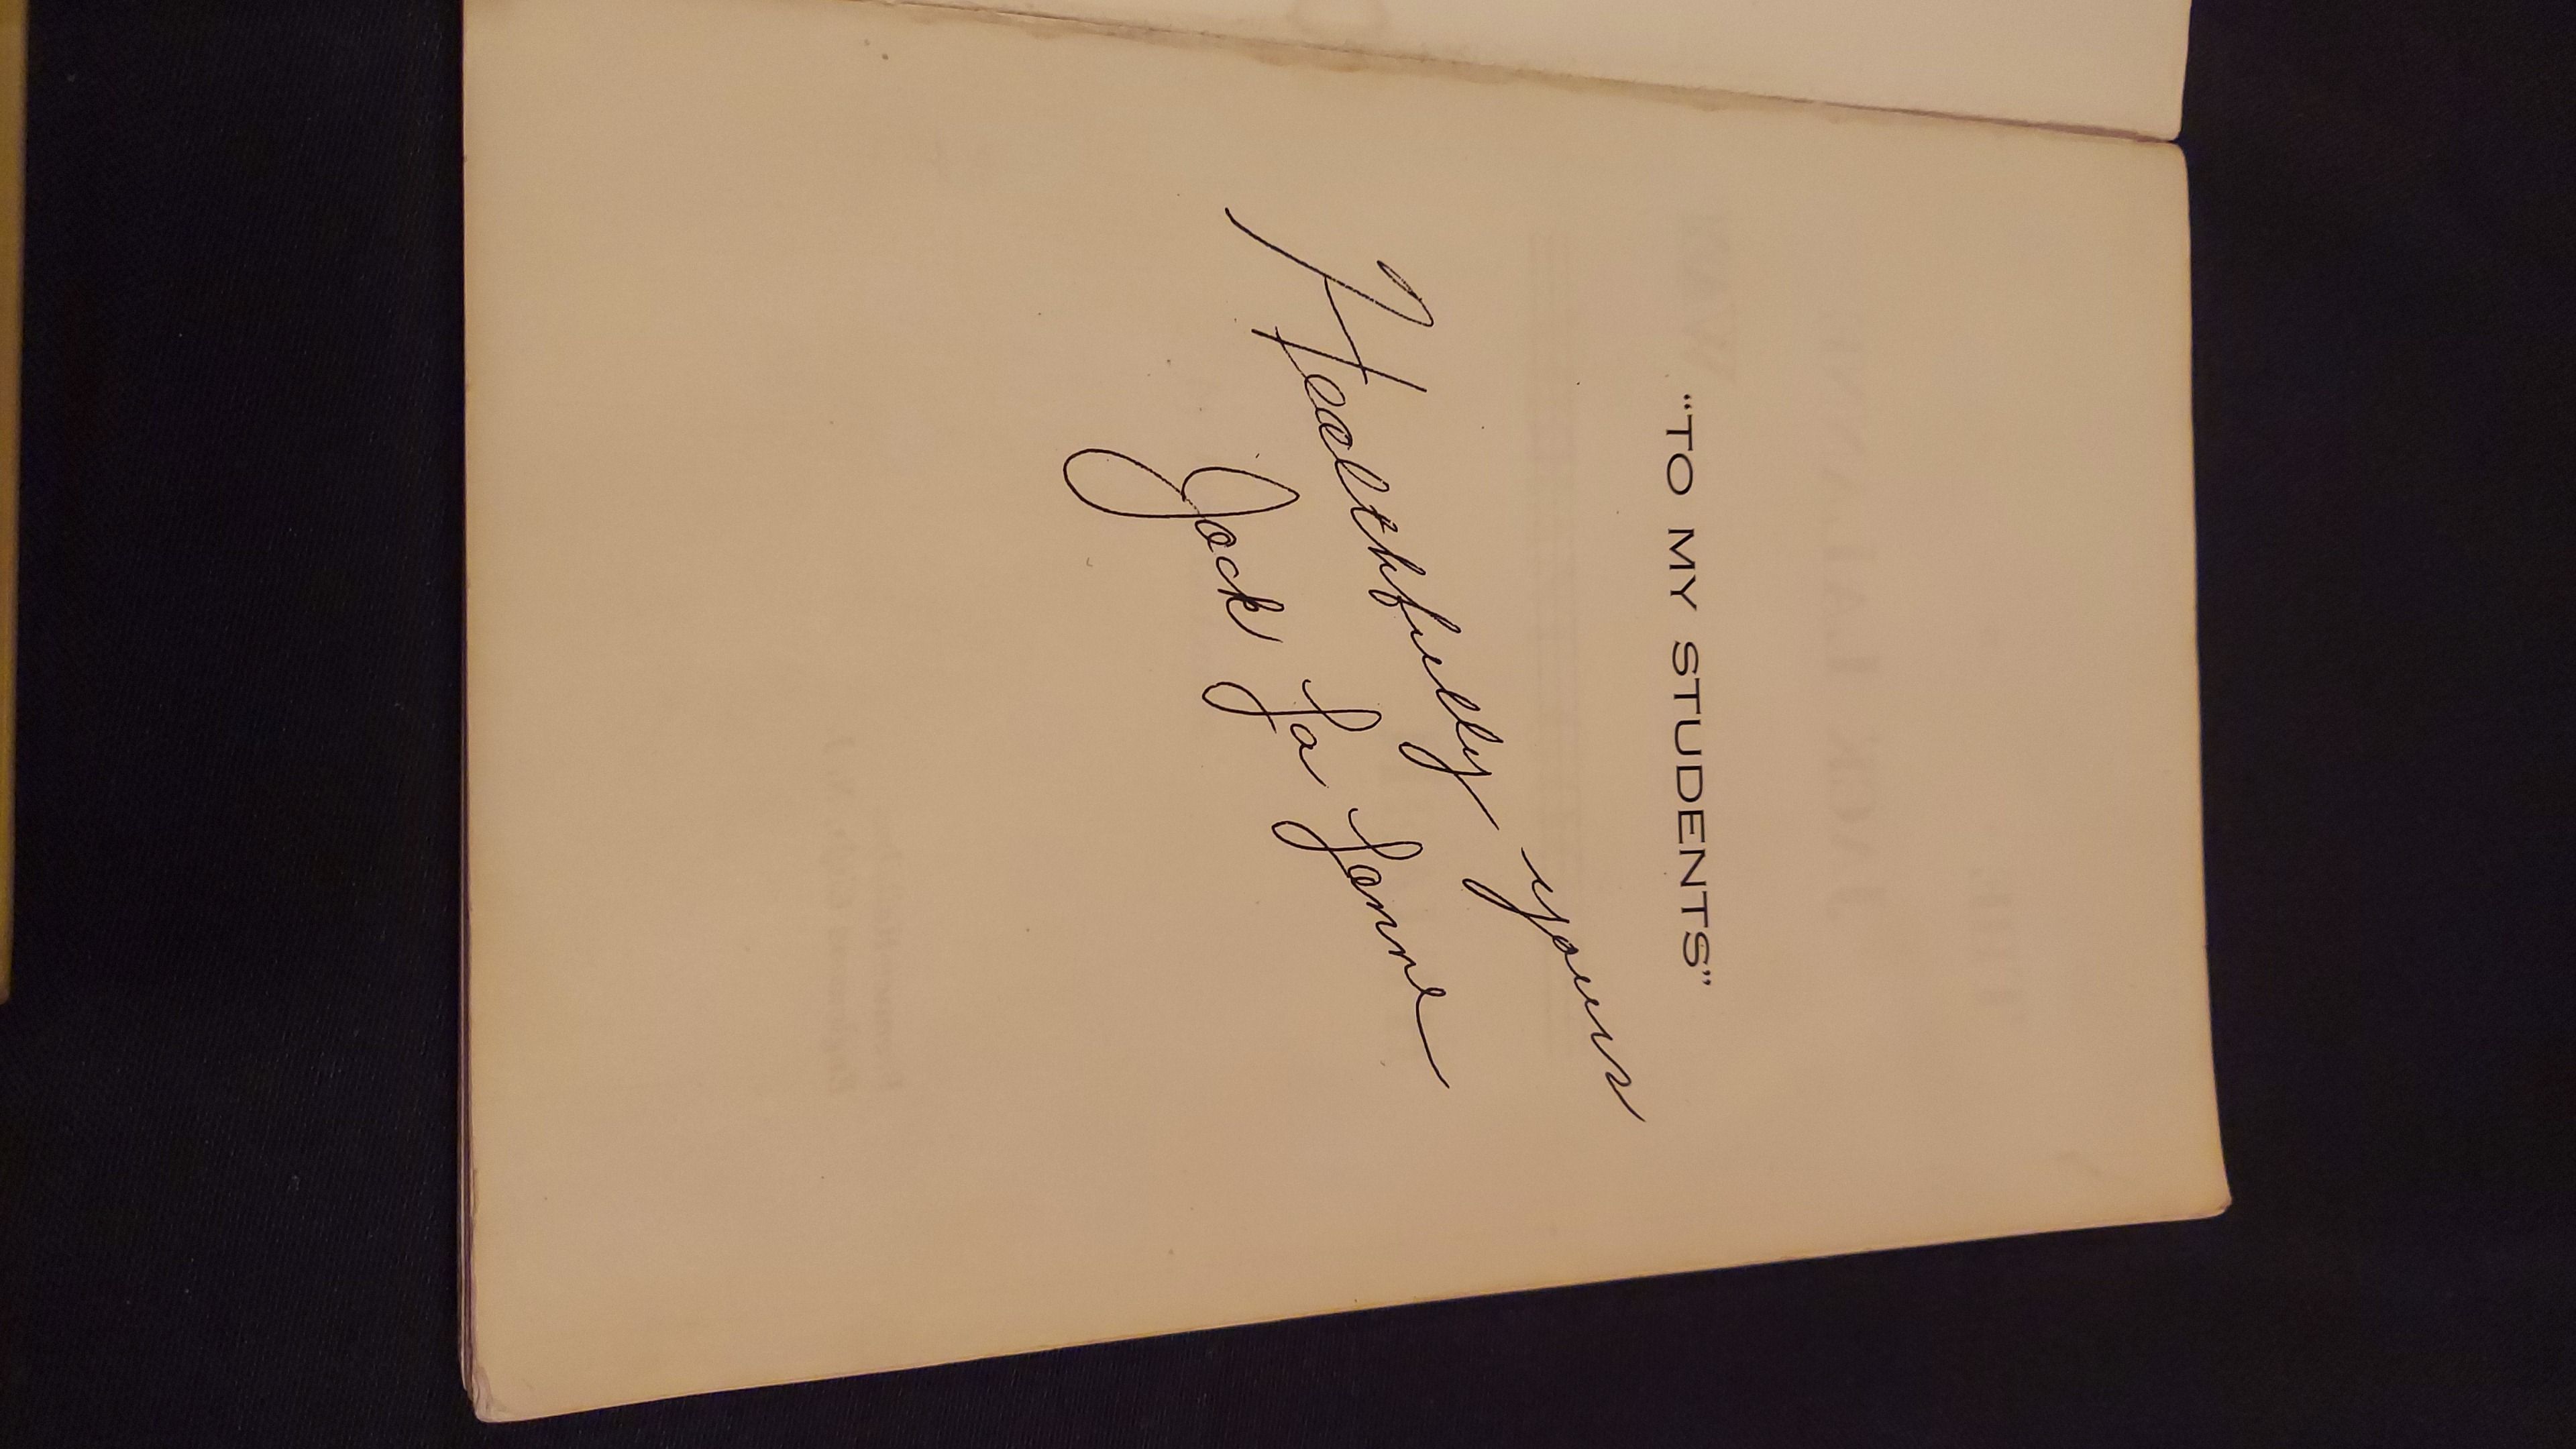 "TO MY STUDENTS"
Healthfully yours
Jack La Lanne